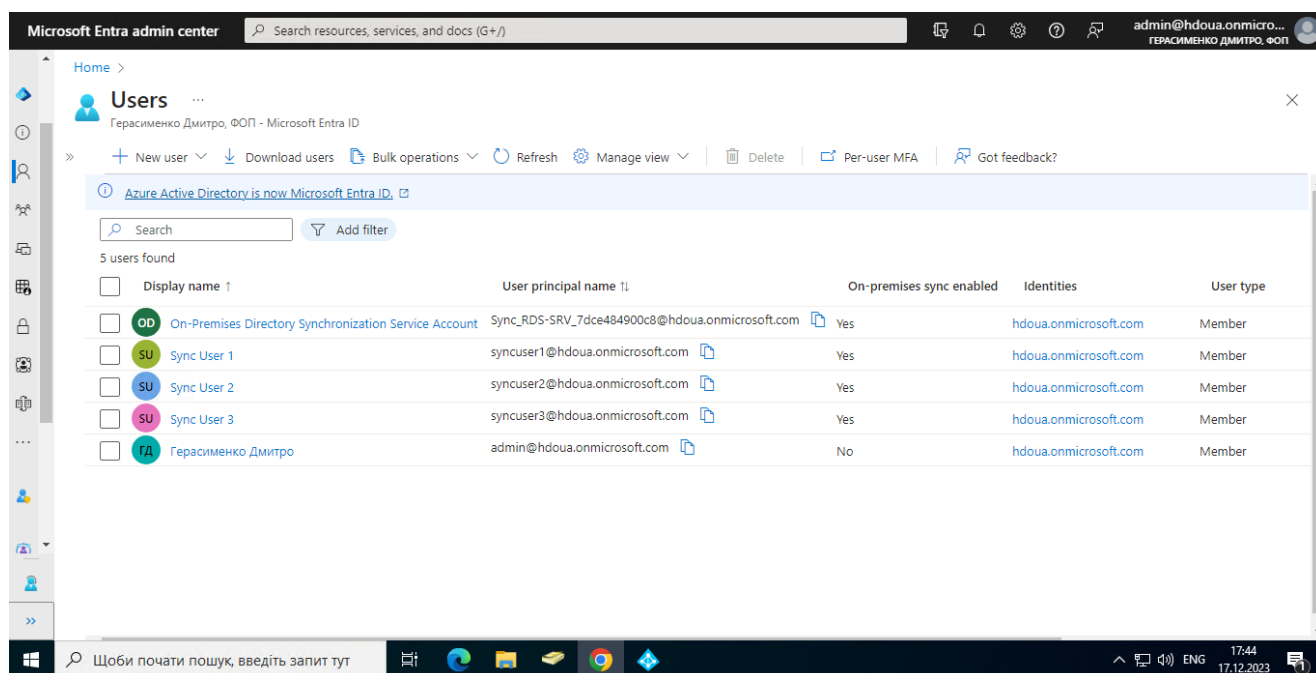 Microsoft Entra admin center Search resources, services, and docs (G+/) admin@hdoua.onmicro...
ГЕРАСИМЕНКО ДМИТРО, ФОП
Home >
Users ...
Герасименко Дмитро, ФОП - Microsoft Entra ID
New user Download users Bulk operations Refresh Manage view Delete Per-user MFA Got feedback?
Azure Active Directory is now Microsoft Entra ID.
Search Add filter
5 users found
Display name ↑ User principal name ↑↓ On-premises sync enabled Identities User type
OD On-Premises Directory Synchronization Service Account Sync_RDS-SRV_7dce484900c8@hdoua.onmicrosoft.com Yes hdoua.onmicrosoft.com Member
SU Sync User 1 syncuser1@hdoua.onmicrosoft.com Yes hdoua.onmicrosoft.com Member
SU Sync User 2 syncuser2@hdoua.onmicrosoft.com Yes hdoua.onmicrosoft.com Member
SU Sync User 3 syncuser3@hdoua.onmicrosoft.com Yes hdoua.onmicrosoft.com Member
ГД Герасименко Дмитро admin@hdoua.onmicrosoft.com No hdoua.onmicrosoft.com Member
Щоби почати пошук, введіть запит тут ENG 17:44
17.12.2023 1